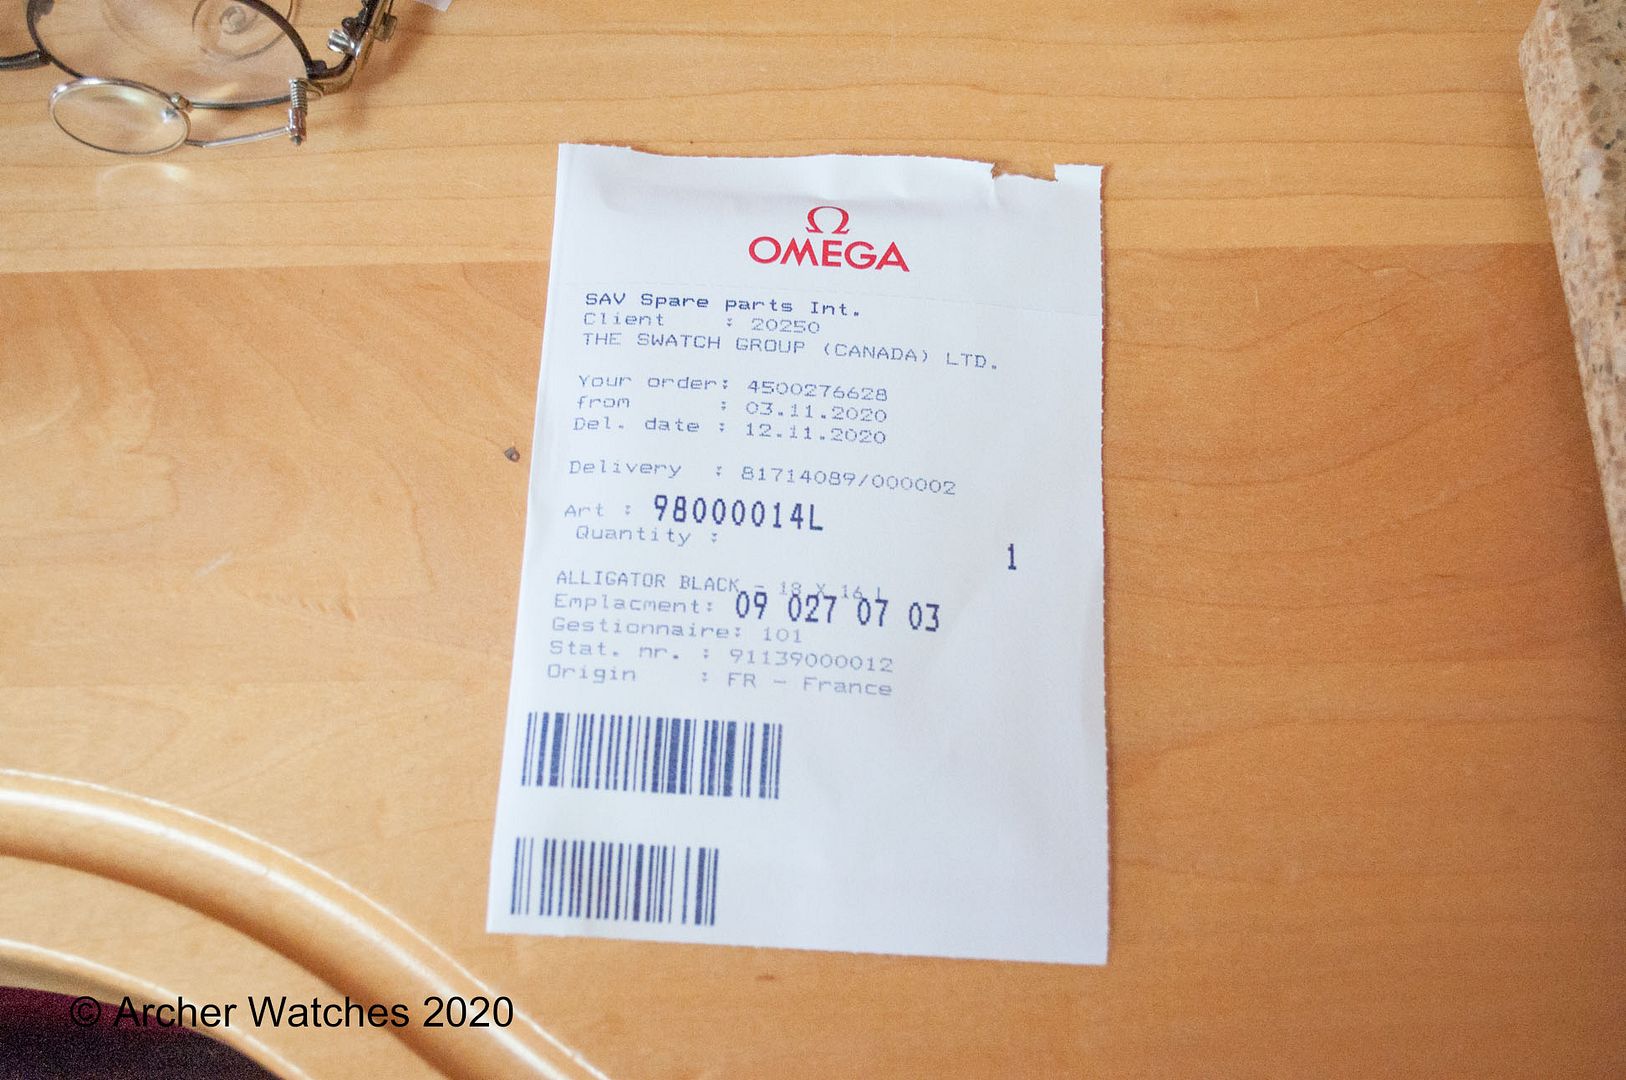 Ω
OMEGA
SAV Spare parts Int.
Client : 20250
THE SWATCH GROUP (CANADA) LTD.
Your order: 4500276628
from : 03.11.2020
Del. date : 12.11.2020
Delivery : 81714089/000002
Art : 98000014L
Quantity : 1
ALLIGATOR BLACK - 18 X 16 L
Emplacment: 09 027 07 03
Gestionnaire: 101
Stat. nr. : 91139000012
Origin : FR - France
© Archer Watches 2020